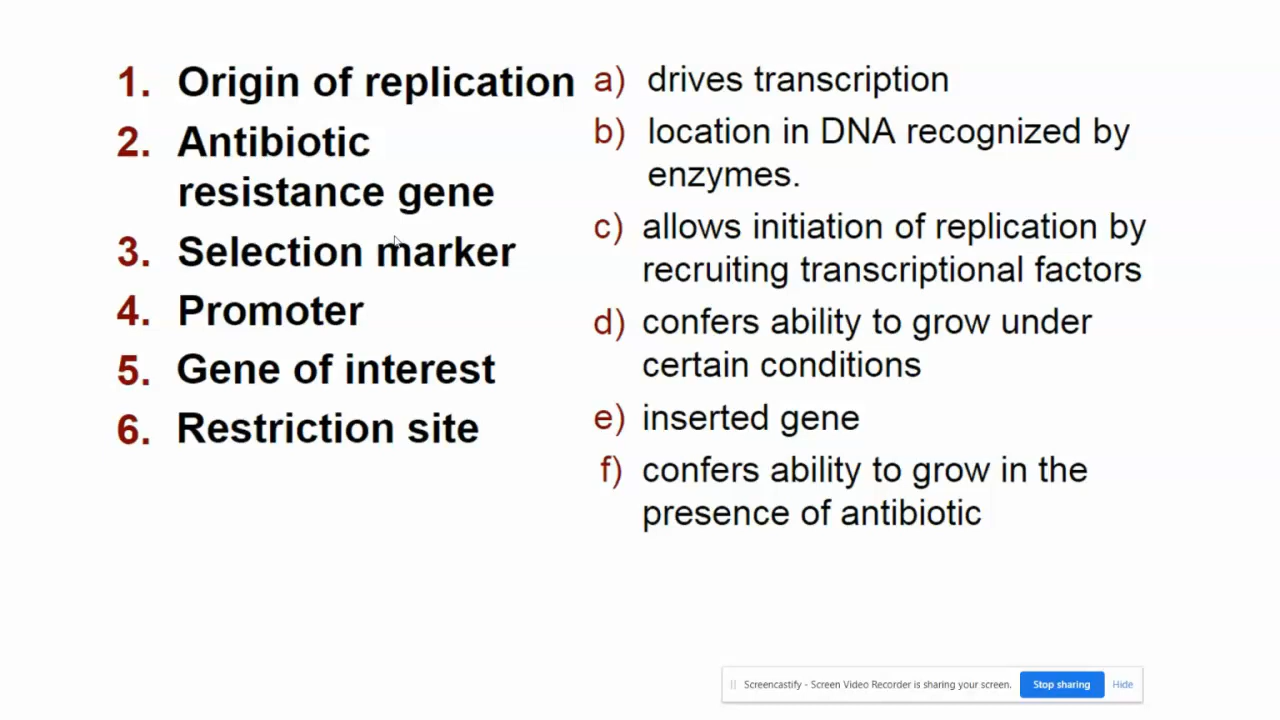 1. Origin of replication
2. Antibiotic
resistance gene
3. Selection marker
4. Promoter
5. Gene of interest
6. Restriction site
a) drives transcription
b) location in DNA recognized by
enzymes.
c) allows initiation of replication by
recruiting transcriptional factors
d) confers ability to grow under
certain conditions
e) inserted gene
f) confers ability to grow in the
presence of antibiotic
Screencastify - Screen Video Recorder is sharing your screen. Stop sharing Hide